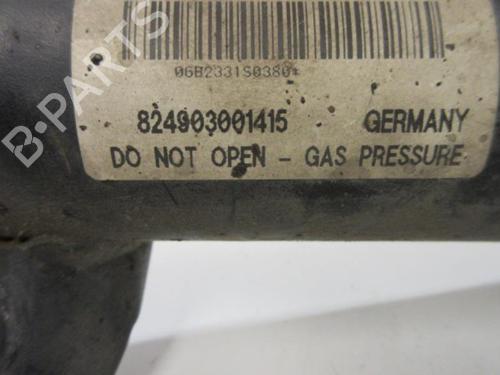 06B2331S0380*
824903001415 GERMANY
DO NOT OPEN - GAS PRESSURE
B-PARTS